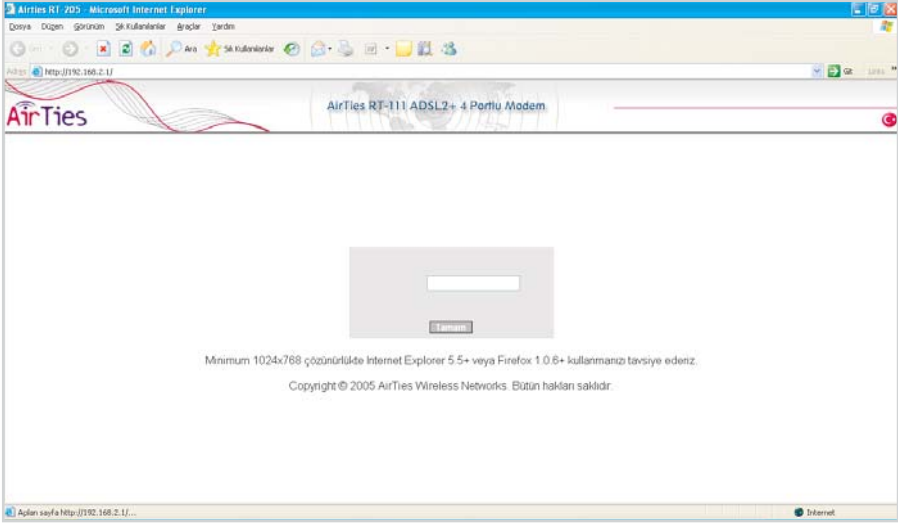 Airties RT-205 - Microsoft Internet Explorer
Dosya Düzen Görünüm Sık Kullanılanlar Araçlar Yardım
Ara Sık Kullanılanlar
Adres http://192.168.2.1/ Git
AirTies
AirTies RT-111 ADSL2+ 4 Portlu Modem
Tamam
Minimum 1024x768 çözünürlükte Internet Explorer 5.5+ veya Firefox 1.0.6+ kullanmanızı tavsiye ederiz.
Copyright © 2005 AirTies Wireless Networks. Bütün hakları saklıdır.
Açılan sayfa http://192.168.2.1/...
Internet